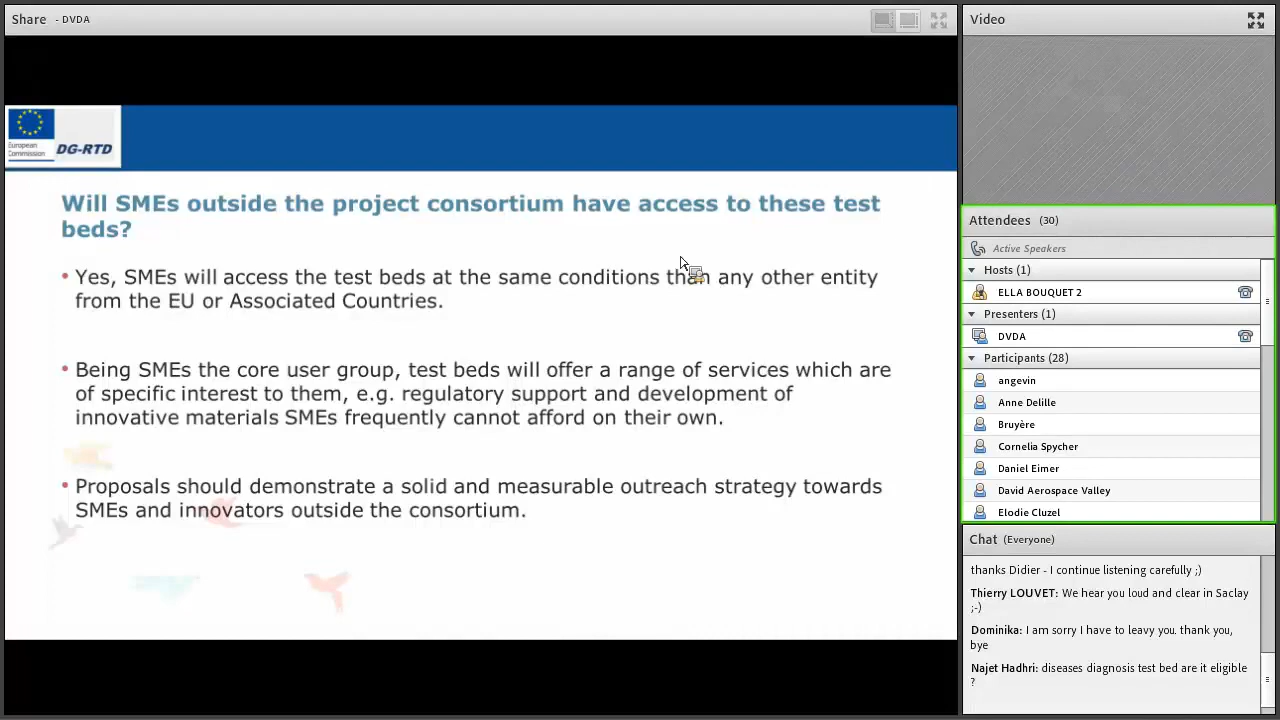 Share - DVDA
European
Commission
DG-RTD
Will SMEs outside the project consortium have access to these test
beds?
• Yes, SMEs will access the test beds at the same conditions than any other entity
from the EU or Associated Countries.
• Being SMEs the core user group, test beds will offer a range of services which are
of specific interest to them, e.g. regulatory support and development of
innovative materials SMEs frequently cannot afford on their own.
• Proposals should demonstrate a solid and measurable outreach strategy towards
SMEs and innovators outside the consortium.
Video
Attendees (30)
Active Speakers
Hosts (1)
ELLA BOUQUET 2
Presenters (1)
DVDA
Participants (28)
angevin
Anne Delille
Bruyère
Cornelia Spycher
Daniel Eimer
David Aerospace Valley
Elodie Cluzel
Chat (Everyone)
thanks Didier - I continue listening carefully ;)
Thierry LOUVET: We hear you loud and clear in Saclay
;-)
Dominika: I am sorry I have to leavy you. thank you,
bye
Najet Hadhri: diseases diagnosis test bed are it eligible
?